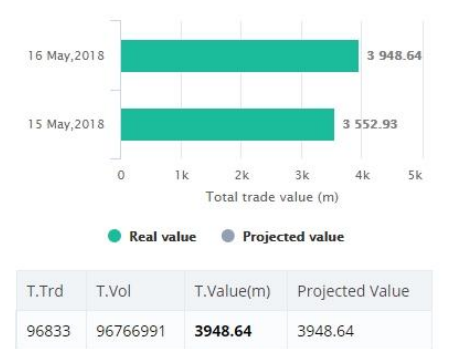 16 May,2018
3 948.64
15 May,2018
3 552.93
0 1k 2k 3k 4k 5k
Total trade value (m)
Real value Projected value
T.Trd T.Vol T.Value(m) Projected Value
96833 96766991 3948.64 3948.64